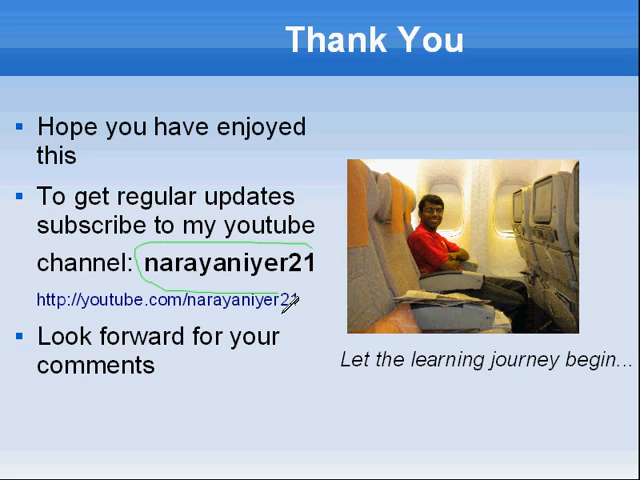 Thank You
Hope you have enjoyed
this
To get regular updates
subscribe to my youtube
channel: narayaniyer21
http://youtube.com/narayaniyer21
Look forward for your
comments
Let the learning journey begin...